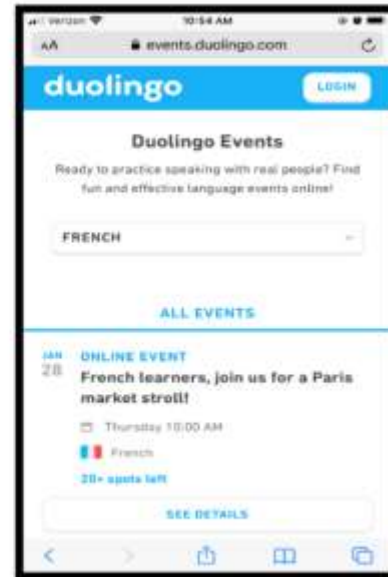 verizon 10:54 AM
AA events.duolingo.com
duolingo LOGIN
Duolingo Events
Ready to practice speaking with real people? Find
fun and effective language events online!
FRENCH
ALL EVENTS
JAN ONLINE EVENT
28 French learners, join us for a Paris
market stroll!
Thursday 10:00 AM
French
20+ spots left
SEE DETAILS